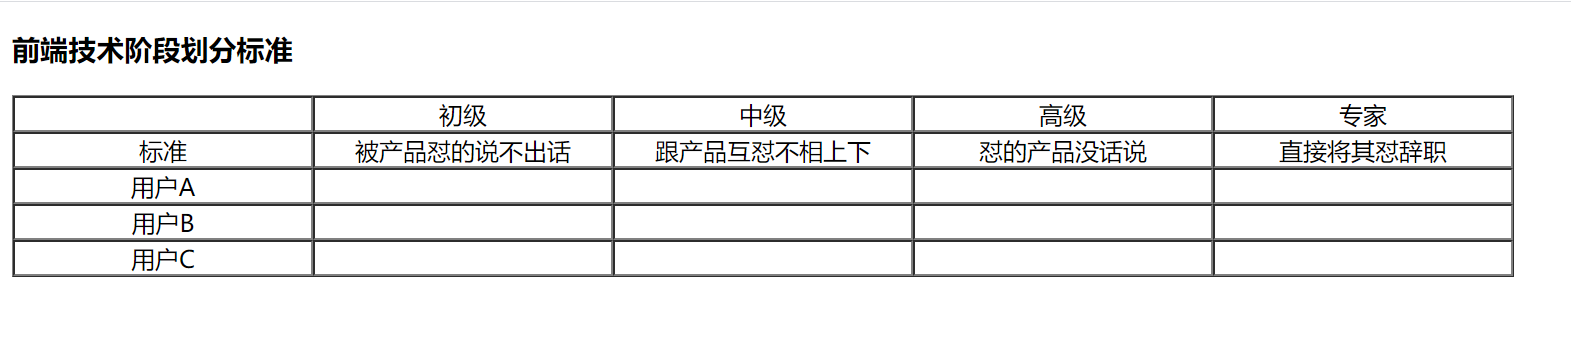 前端技术阶段划分标准
初级 中级 高级 专家
标准 被产品怼的说不出话 跟产品互怼不相上下 怼的产品没话说 直接将其怼辞职
用户A
用户B
用户C